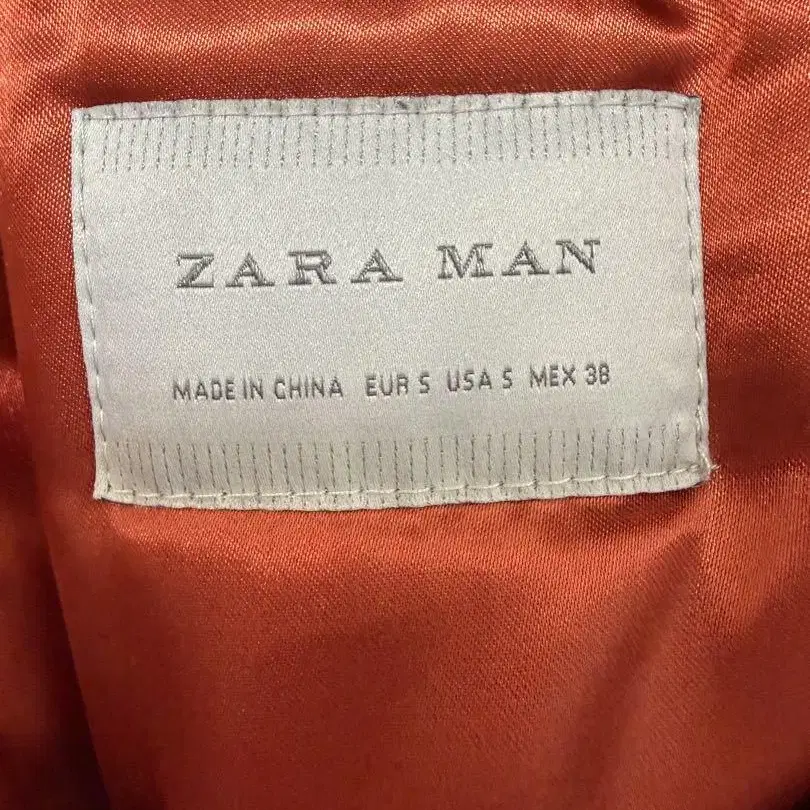 ZARA MAN
MADE IN CHINA EUR S USA S MEX 38